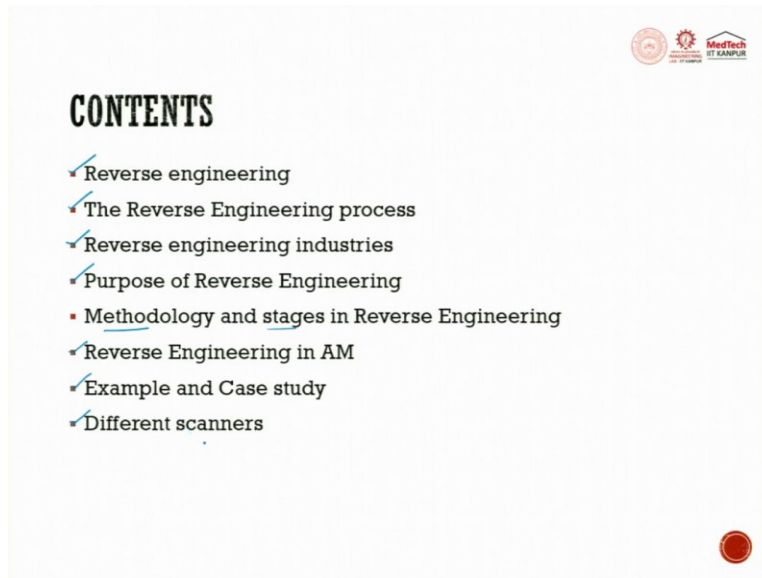 MedTech
IIT KANPUR
CONTENTS
Reverse engineering
The Reverse Engineering process
Reverse engineering industries
Purpose of Reverse Engineering
Methodology and stages in Reverse Engineering
Reverse Engineering in AM
Example and Case study
Different scanners